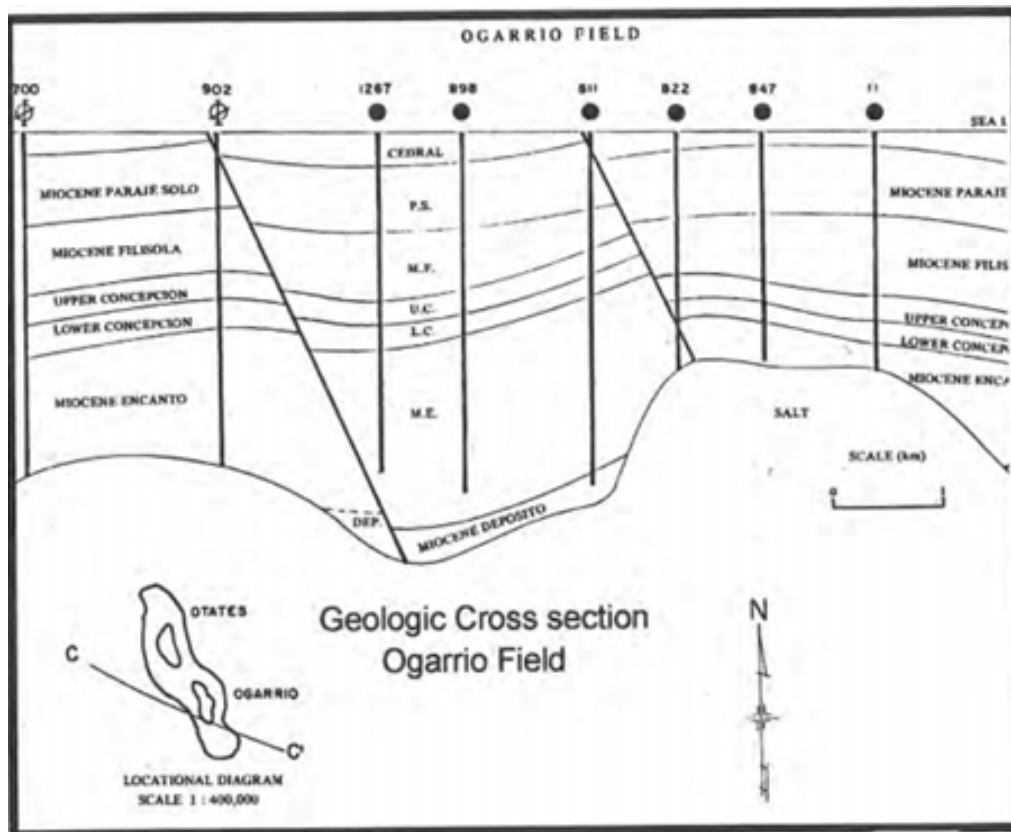 OGARRIO FIELD
700 902 1267 898 811 822 847 11
SEA L
CEDRAL
MIOCENE PARAJE SOLO P.S. MIOCENE PARAJE
MIOCENE FILISOLA M.F. MIOCENE FILIS
UPPER CONCEPCION U.C. UPPER CONCEP
LOWER CONCEPCION L.C. LOWER CONCEP
MIOCENE ENCANTO M.E. MIOCENE ENCA
SALT
SCALE (km)
0 1
DEP. MIOCENE DEPOSITO
Geologic Cross section
Ogarrio Field
N
OTATES
C
OGARRIO
C'
LOCATIONAL DIAGRAM
SCALE 1 : 400,000